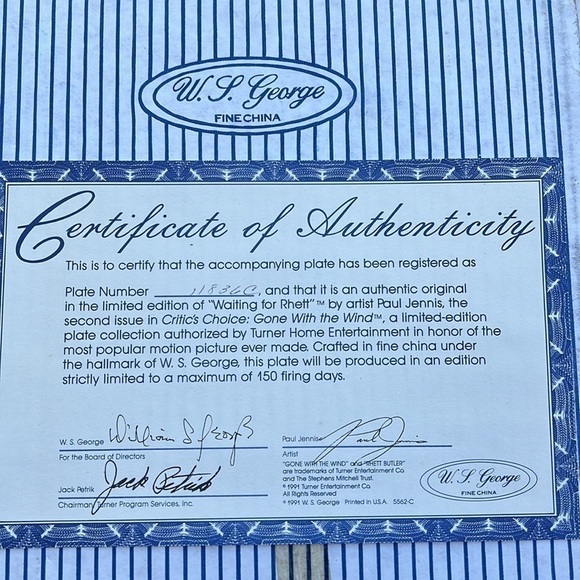 W. S. George
FINE CHINA
Certificate of Authenticity
This is to certify that the accompanying plate has been registered as
Plate Number 11836C, and that it is an authentic original
in the limited edition of "Waiting for Rhett"™ by artist Paul Jennis, the
second issue in Critic's Choice: Gone With the Wind™, a limited-edition
plate collection authorized by Turner Home Entertainment in honor of the
most popular motion picture ever made. Crafted in fine china under
the hallmark of W. S. George, this plate will be produced in an edition
strictly limited to a maximum of 150 firing days.
W. S. George William S George
For the Board of Directors
Jack Petrik Jack Petrik
Chairman Turner Program Services, Inc.
Paul Jennis Paul Jennis
Artist
"GONE WITH THE WIND" and "RHETT BUTLER"
are trademarks of Turner Entertainment Co.
and The Stephens Mitchell Trust.
© 1991 Turner Entertainment Co.
All Rights Reserved
© 1991 W. S. George Printed in U.S.A. 5562-C
W. S. George
FINE CHINA